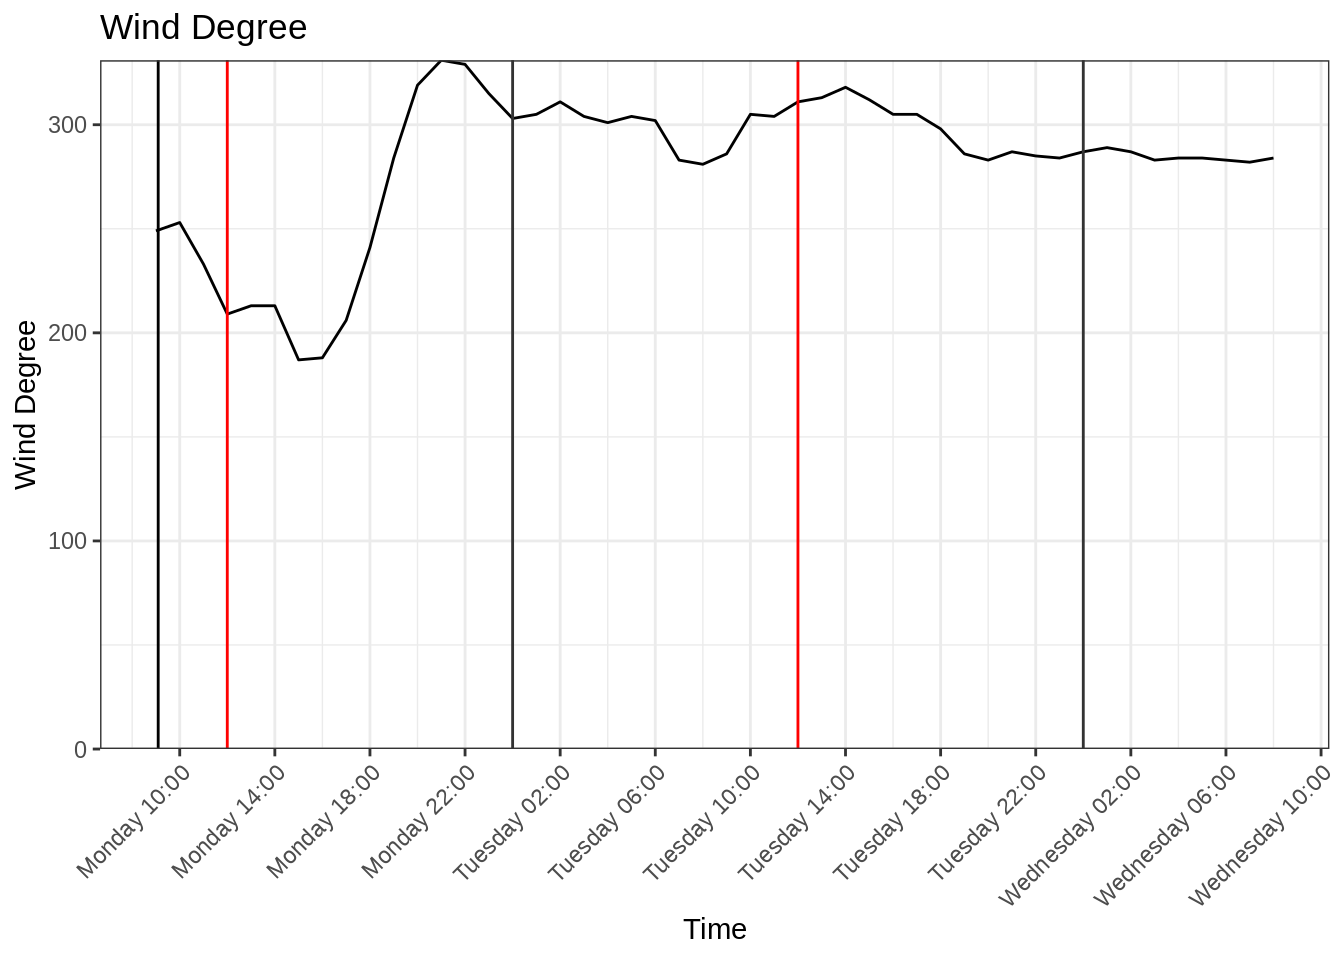 Wind Degree
Wind Degree
300
200
100
0
Monday 10:00
Monday 14:00
Monday 18:00
Monday 22:00
Tuesday 02:00
Tuesday 06:00
Tuesday 10:00
Tuesday 14:00
Tuesday 18:00
Tuesday 22:00
Wednesday 02:00
Wednesday 06:00
Wednesday 10:00
Time